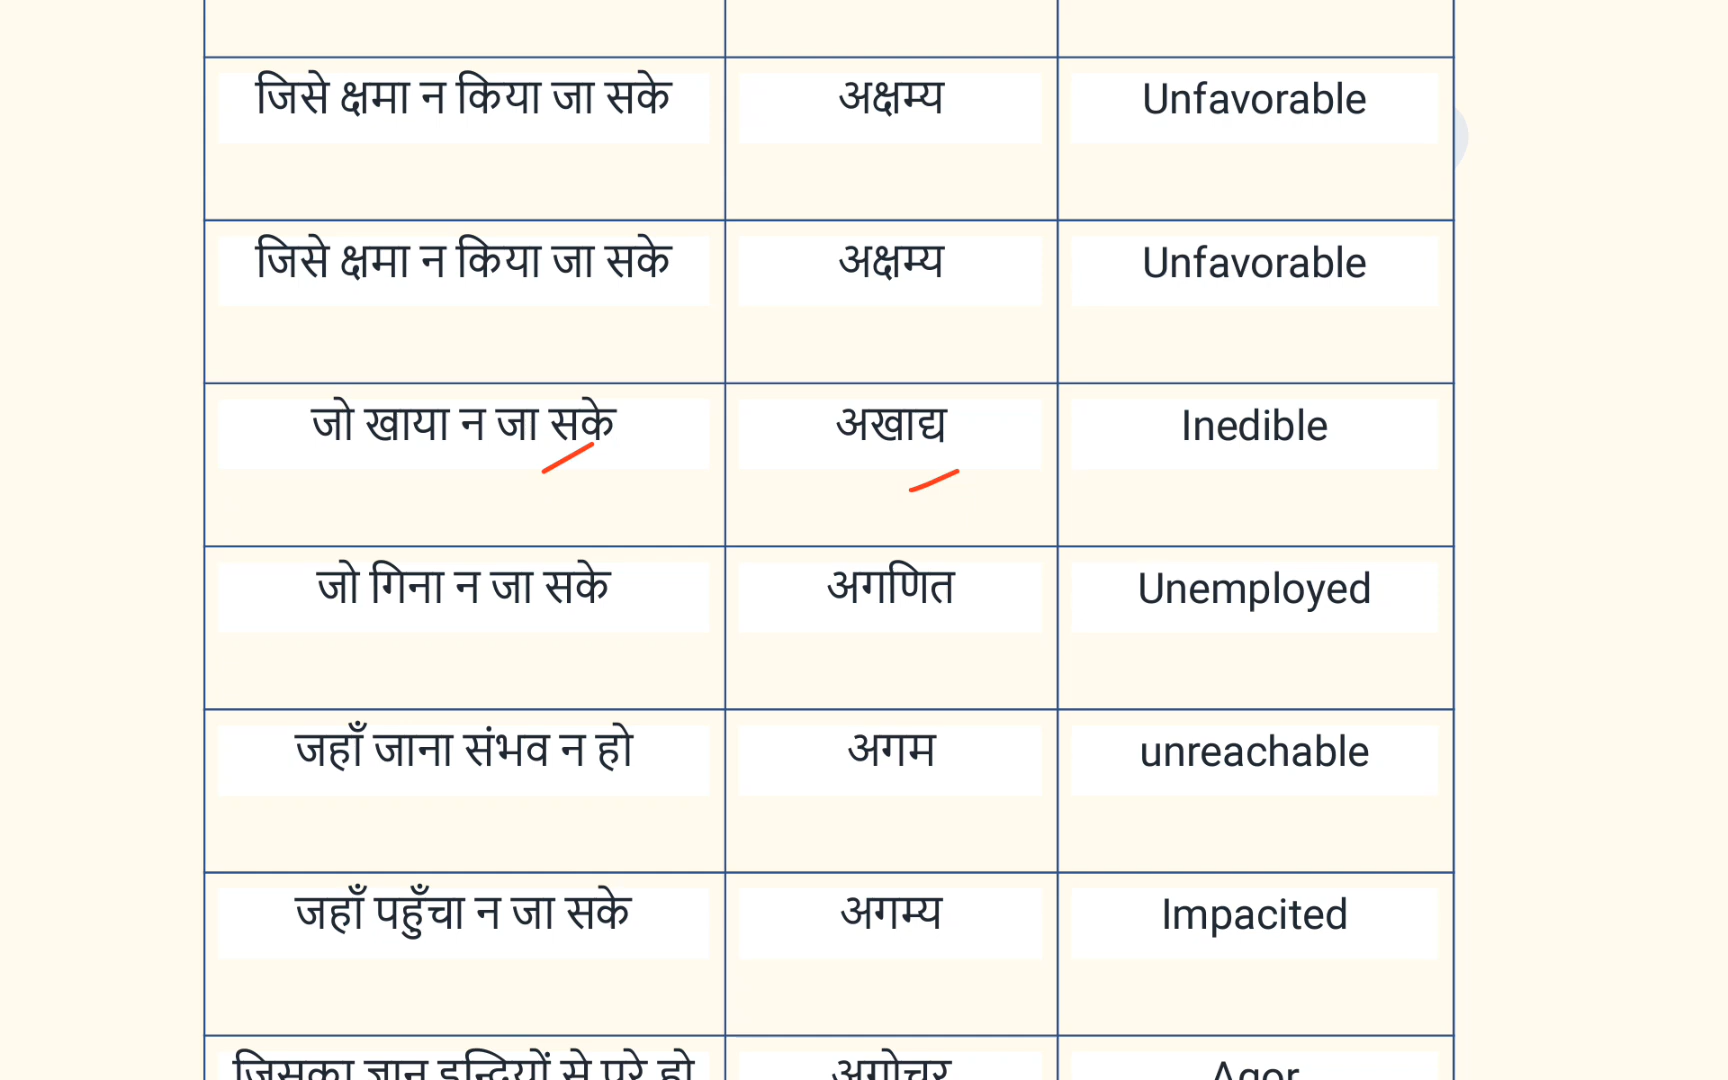 जिसे क्षमा न किया जा सके अक्षम्य Unfavorable
जिसे क्षमा न किया जा सके अक्षम्य Unfavorable
जो खाया न जा सके अखाद्य Inedible
जो गिना न जा सके अगणित Unemployed
जहाँ जाना संभव न हो अगम unreachable
जहाँ पहुँचा न जा सके अगम्य Impacited
जिसका ज्ञान इन्द्रियों से परे हो अगोचर Agor